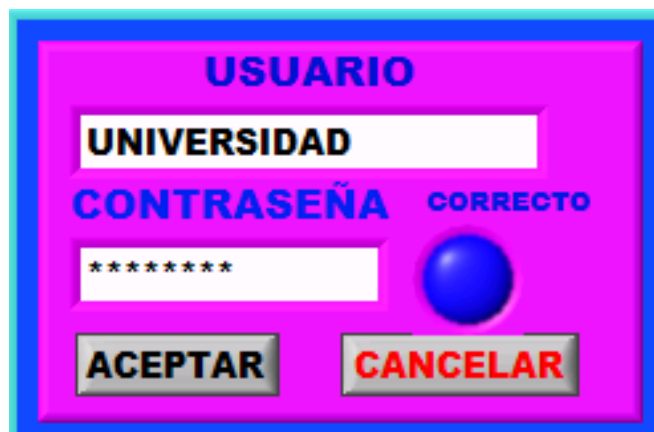 USUARIO
UNIVERSIDAD
CONTRASEÑA
CORRECTO
********
ACEPTAR
CANCELAR